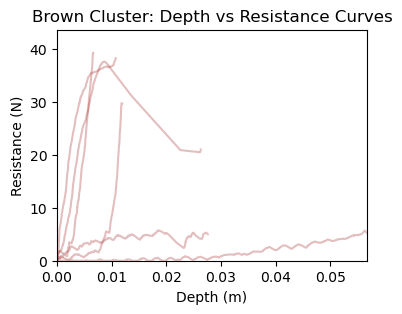 Brown Cluster: Depth vs Resistance Curves
40
30
20
10
0
Resistance (N)
0.00 0.01 0.02 0.03 0.04 0.05
Depth (m)